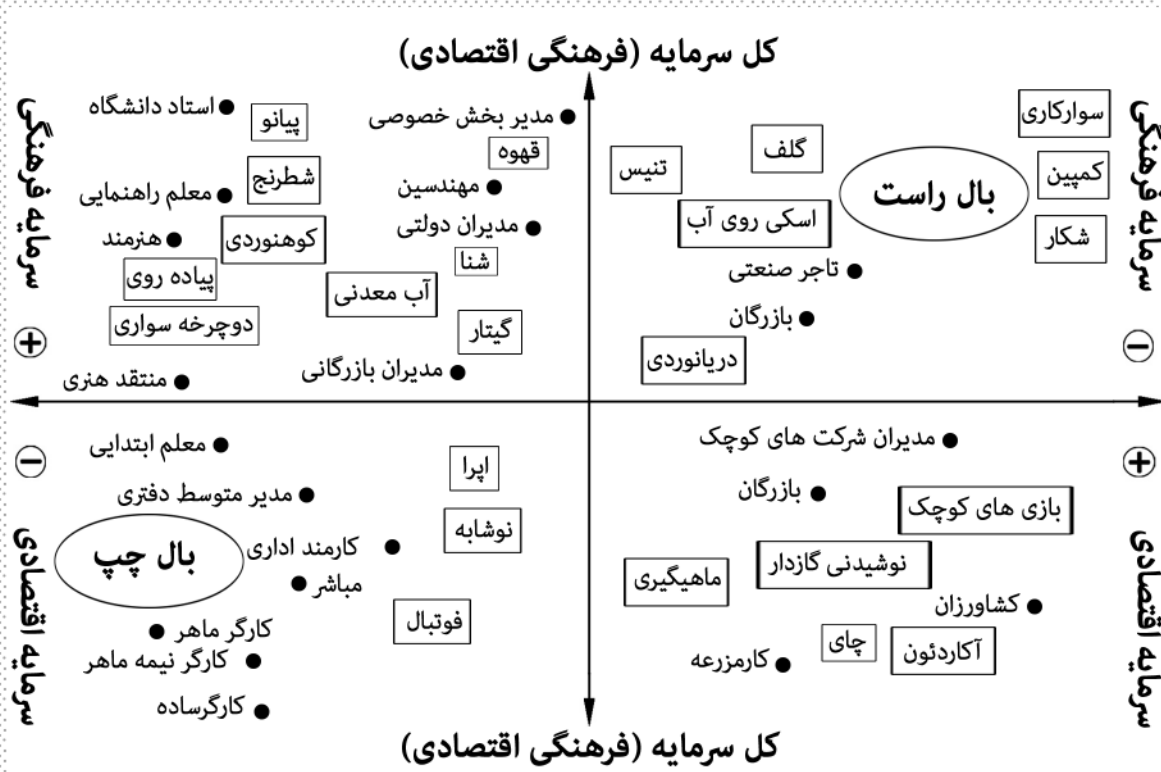 کل سرمایه (فرهنگی اقتصادی)
سرمایه فرهنگی
سوارکاری
کمپین
شکار
بال راست
گلف
تنیس
اسکی روی آب
تاجر صنعتی
بازرگان
دریانوردی
مدیر بخش خصوصی
قهوه
مهندسین
مدیران دولتی
شنا
آب معدنی
گیتار
مدیران بازرگانی
استاد دانشگاه
پیانو
شطرنج
معلم راهنمایی
کوهنوردی
هنرمند
پیاده روی
دوچرخه سواری
منتقد هنری
سرمایه فرهنگی
+
−
−
+
مدیران شرکت های کوچک
بازرگان
بازی های کوچک
نوشیدنی گازدار
ماهیگیری
کشاورزان
چای
آکاردئون
کارمزرعه
سرمایه اقتصادی
معلم ابتدایی
اپرا
مدیر متوسط دفتری
نوشابه
کارمند اداری
بال چپ
مباشر
فوتبال
کارگر ماهر
کارگر نیمه ماهر
کارگرساده
سرمایه اقتصادی
کل سرمایه (فرهنگی اقتصادی)